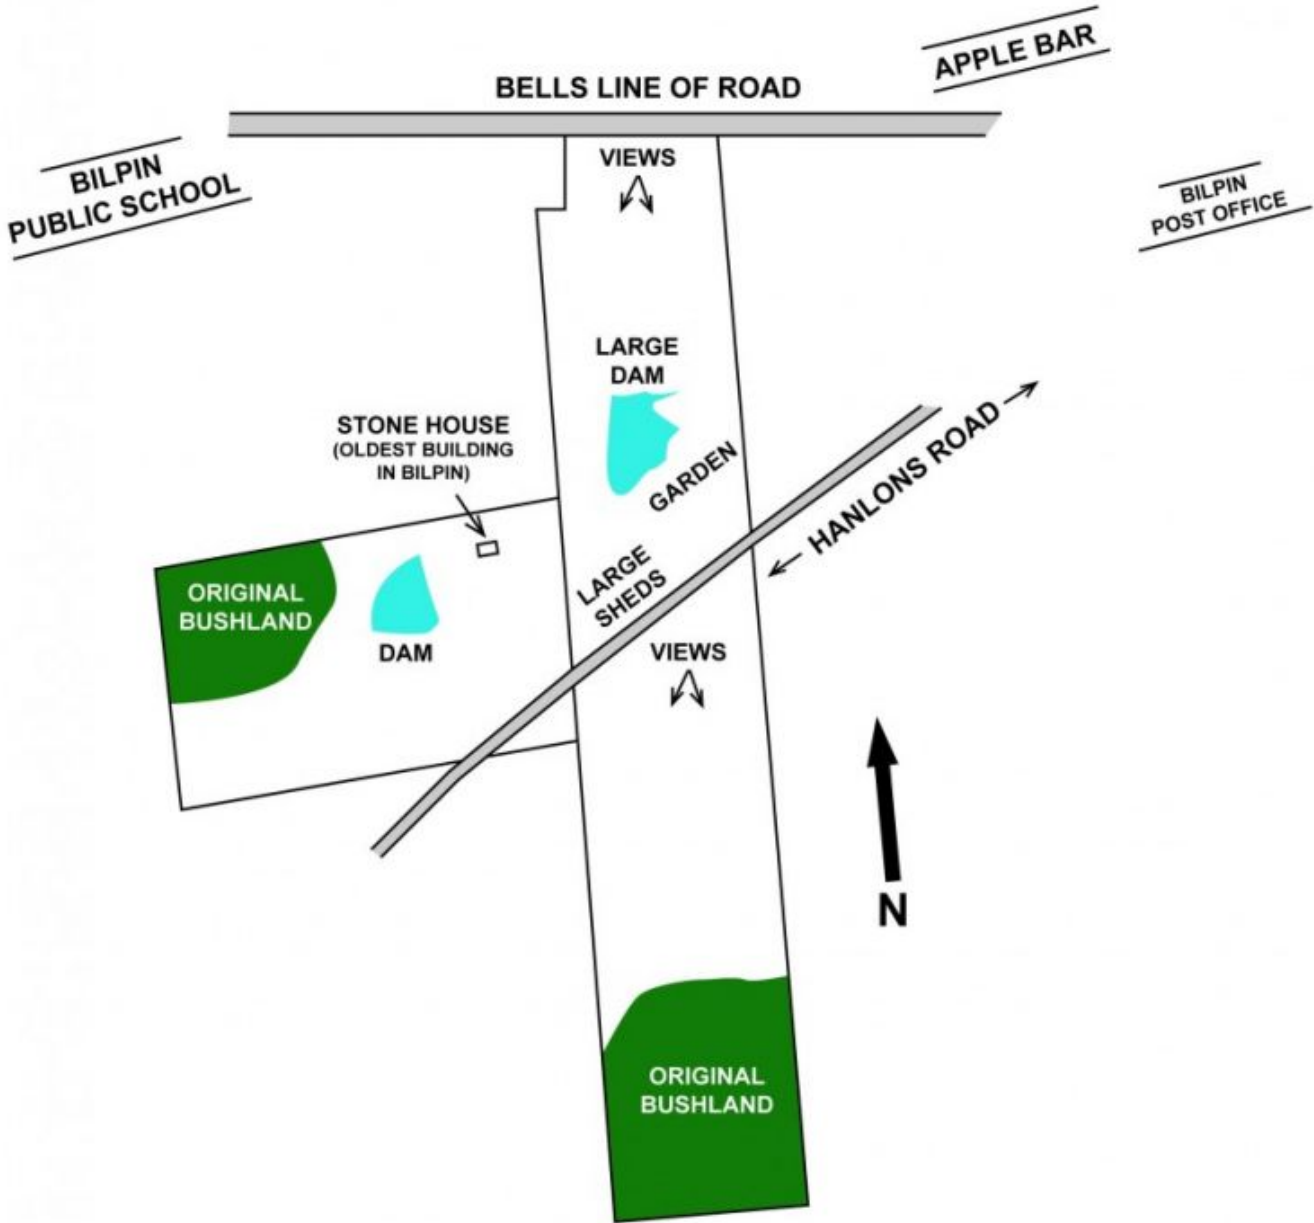 APPLE BAR
BELLS LINE OF ROAD
BILPIN
PUBLIC SCHOOL
VIEWS
BILPIN
POST OFFICE
LARGE
DAM
STONE HOUSE
(OLDEST BUILDING
IN BILPIN)
GARDEN
HANLONS ROAD
LARGE
SHEDS
ORIGINAL
BUSHLAND
DAM
VIEWS
N
ORIGINAL
BUSHLAND